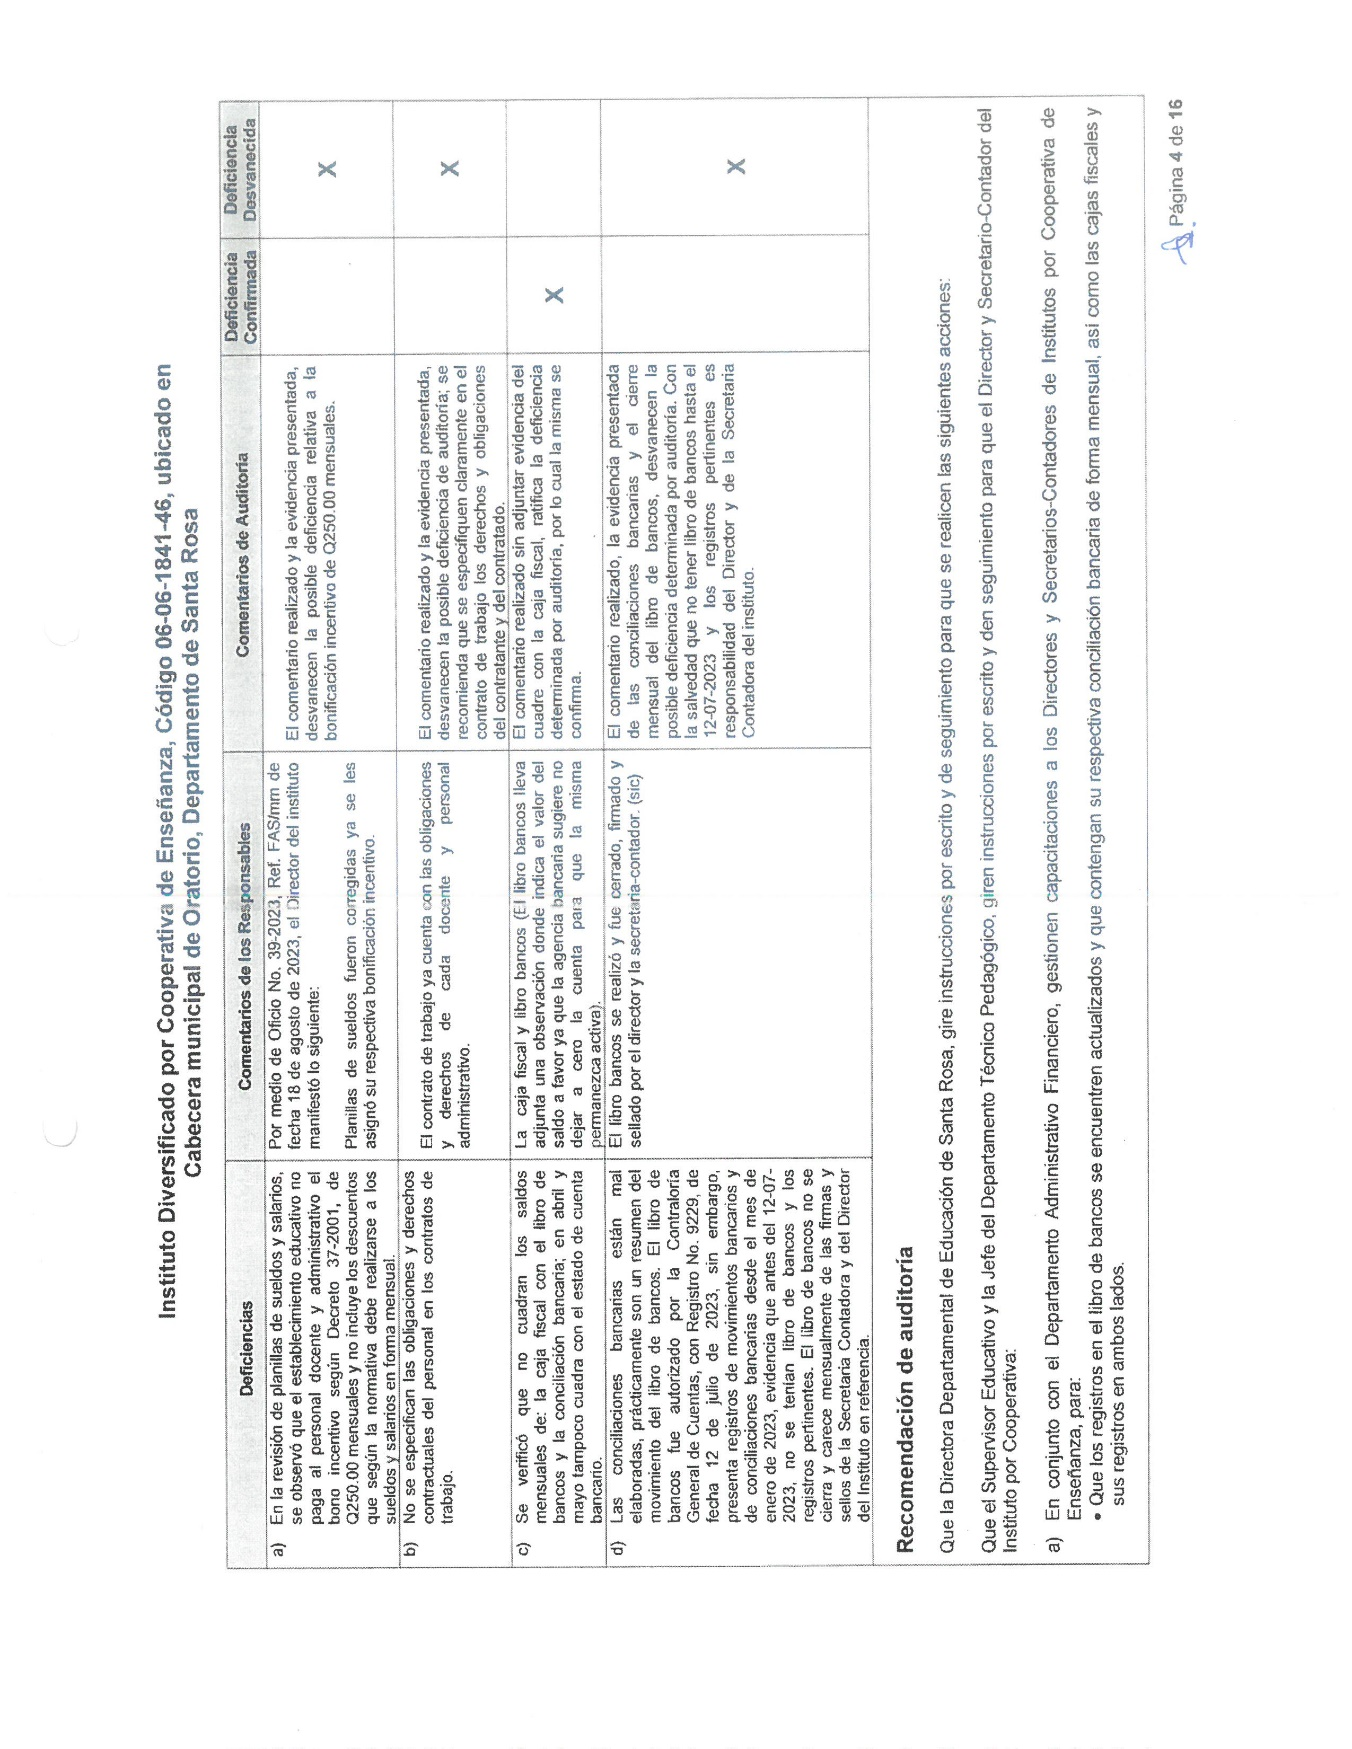 Instituto Diversificado por Cooperativa de Enseñanza, Código 06-06-1841-46, ubicado en
Cabecera municipal de Oratorio, Departamento de Santa Rosa
Deficiencias
Comentarios de los Responsables
Comentarios de Auditoría
Deficiencia
Confirmada
Deficiencia
Desvanecida
a) En la revisión de planillas de sueldos y salarios,
se observó que el establecimiento educativo no
paga al personal docente y administrativo el
bono incentivo según Decreto 37-2001, de
Q250.00 mensuales y no incluye los descuentos
que según la normativa debe realizarse a los
sueldos y salarios en forma mensual.
Por medio de Oficio No. 39-2023, Ref. FAS/mm de
fecha 18 de agosto de 2023, el Director del instituto
manifestó lo siguiente:
Planillas de sueldos fueron corregidas ya se les
asignó su respectiva bonificación incentivo.
El comentario realizado y la evidencia presentada,
desvanecen la posible deficiencia relativa a la
bonificación incentivo de Q250.00 mensuales.
X
b) No se especifican las obligaciones y derechos
contractuales del personal en los contratos de
trabajo.
El contrato de trabajo ya cuenta con las obligaciones
y derechos de cada docente y personal
administrativo.
El comentario realizado y la evidencia presentada,
desvanecen la posible deficiencia de auditoría; se
recomienda que se especifiquen claramente en el
contrato de trabajo los derechos y obligaciones
del contratante y del contratado.
X
c) Se verificó que no cuadran los saldos
mensuales de: la caja fiscal con el libro de
bancos y la conciliación bancaria; en abril y
mayo tampoco cuadra con el estado de cuenta
bancario.
La caja fiscal y libro bancos (El libro bancos lleva
adjunta una observación donde indica el valor del
saldo a favor ya que la agencia bancaria sugiere no
dejar a cero la cuenta para que la misma
permanezca activa).
El comentario realizado sin adjuntar evidencia del
cuadre con la caja fiscal, ratifica la deficiencia
determinada por auditoría, por lo cual la misma se
confirma.
X
d) Las conciliaciones bancarias están mal
elaboradas, prácticamente son un resumen del
movimiento del libro de bancos. El libro de
bancos fue autorizado por la Contraloría
General de Cuentas, con Registro No. 9229, de
fecha 12 de julio de 2023, sin embargo,
presenta registros de movimientos bancarios y
de conciliaciones bancarias desde el mes de
enero de 2023, evidencia que antes del 12-07-
2023, no se tenían libro de bancos y los
registros pertinentes. El libro de bancos no se
cierra y carece mensualmente de las firmas y
sellos de la Secretaria Contadora y del Director
del Instituto en referencia.
El libro bancos se realizó y fue cerrado, firmado y
sellado por el director y la secretaria-contador. (sic)
El comentario realizado, la evidencia presentada
de las conciliaciones bancarias y el cierre
mensual del libro de bancos, desvanecen la
posible deficiencia determinada por auditoría. Con
la salvedad que no tener libro de bancos hasta el
12-07-2023 y los registros pertinentes es
responsabilidad del Director y de la Secretaria
Contadora del instituto.
X
Recomendación de auditoría
Que la Directora Departamental de Educación de Santa Rosa, gire instrucciones por escrito y de seguimiento para que se realicen las siguientes acciones:
Que el Supervisor Educativo y la Jefe del Departamento Técnico Pedagógico, giren instrucciones por escrito y den seguimiento para que el Director y Secretario-Contador del
Instituto por Cooperativa:
a) En conjunto con el Departamento Administrativo Financiero, gestionen capacitaciones a los Directores y Secretarios-Contadores de Institutos por Cooperativa de
Enseñanza, para:
• Que los registros en el libro de bancos se encuentren actualizados y que contengan su respectiva conciliación bancaria de forma mensual, así como las cajas fiscales y
sus registros en ambos lados.
Página 4 de 16